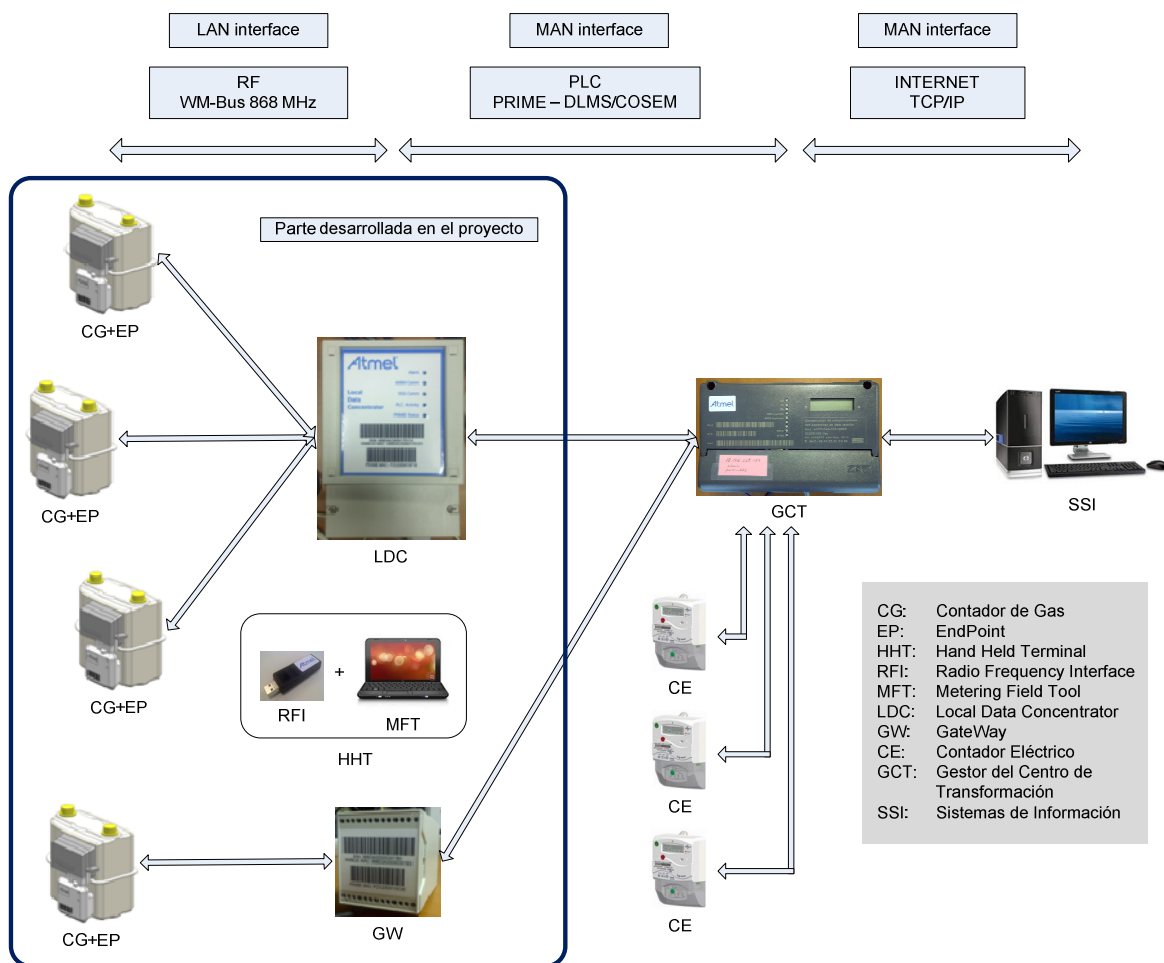 LAN interface
MAN interface
MAN interface
RF
WM-Bus 868 MHz
PLC
PRIME – DLMS/COSEM
INTERNET
TCP/IP
Parte desarrollada en el proyecto
CG+EP
CG+EP
CG+EP
CG+EP
Atmel
Local
Data
Concentrator
LDC
Atmel
GCT
SSI
RFI
+
MFT
HHT
GW
CE
CE
CE
CG: Contador de Gas
EP: EndPoint
HHT: Hand Held Terminal
RFI: Radio Frequency Interface
MFT: Metering Field Tool
LDC: Local Data Concentrator
GW: GateWay
CE: Contador Eléctrico
GCT: Gestor del Centro de
Transformación
SSI: Sistemas de Información